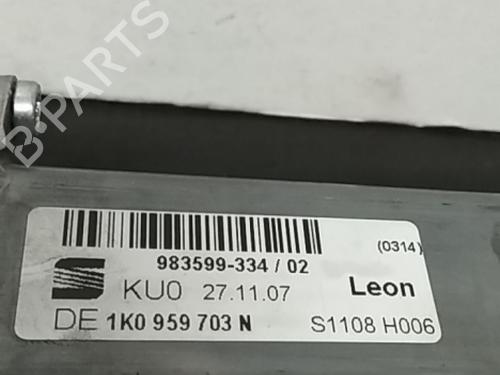 B-PARTS
983599-334 / 02
(0314)
KU0 27.11.07 Leon
DE 1K0 959 703 N S1108 H006